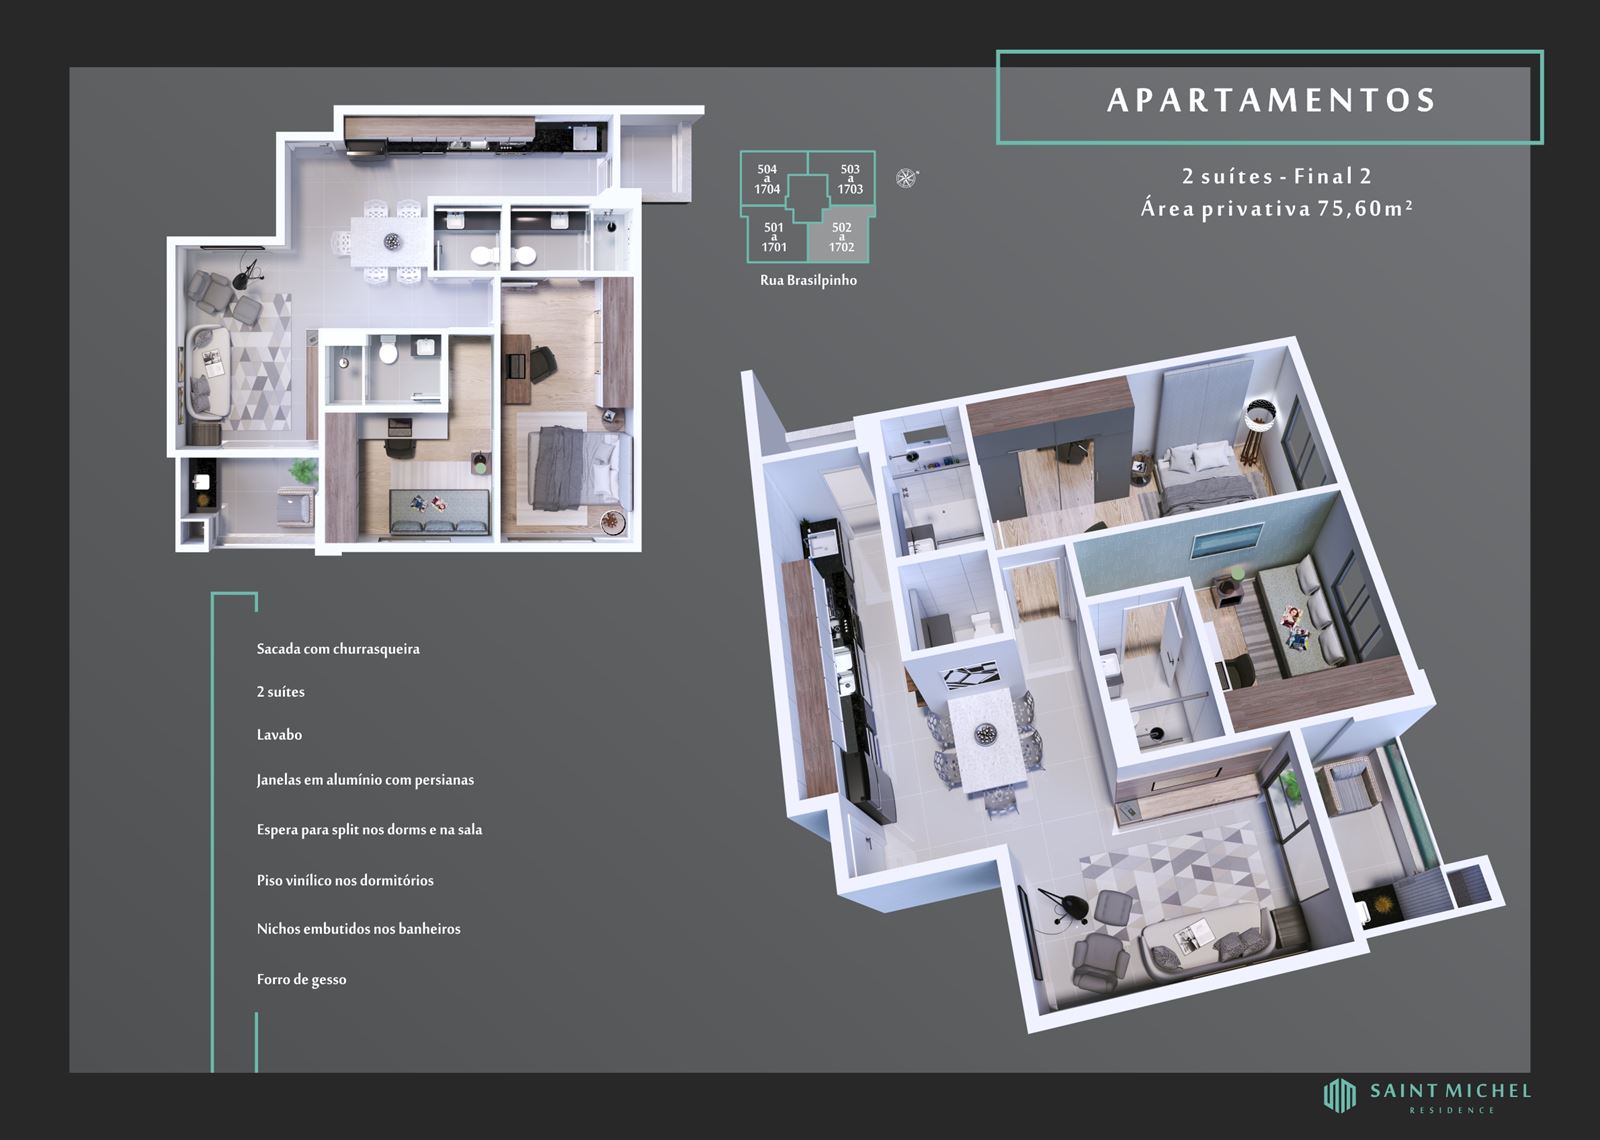 APARTAMENTOS
2 suítes - Final 2
Área privativa 75,60m²
504
a
1704
503
a
1703
501
a
1701
502
a
1702
Rua Brasilpinho
Sacada com churrasqueira
2 suítes
Lavabo
Janelas em alumínio com persianas
Espera para split nos dorms e na sala
Piso vinílico nos dormitórios
Nichos embutidos nos banheiros
Forro de gesso
SAINT MICHEL
RESIDENCE